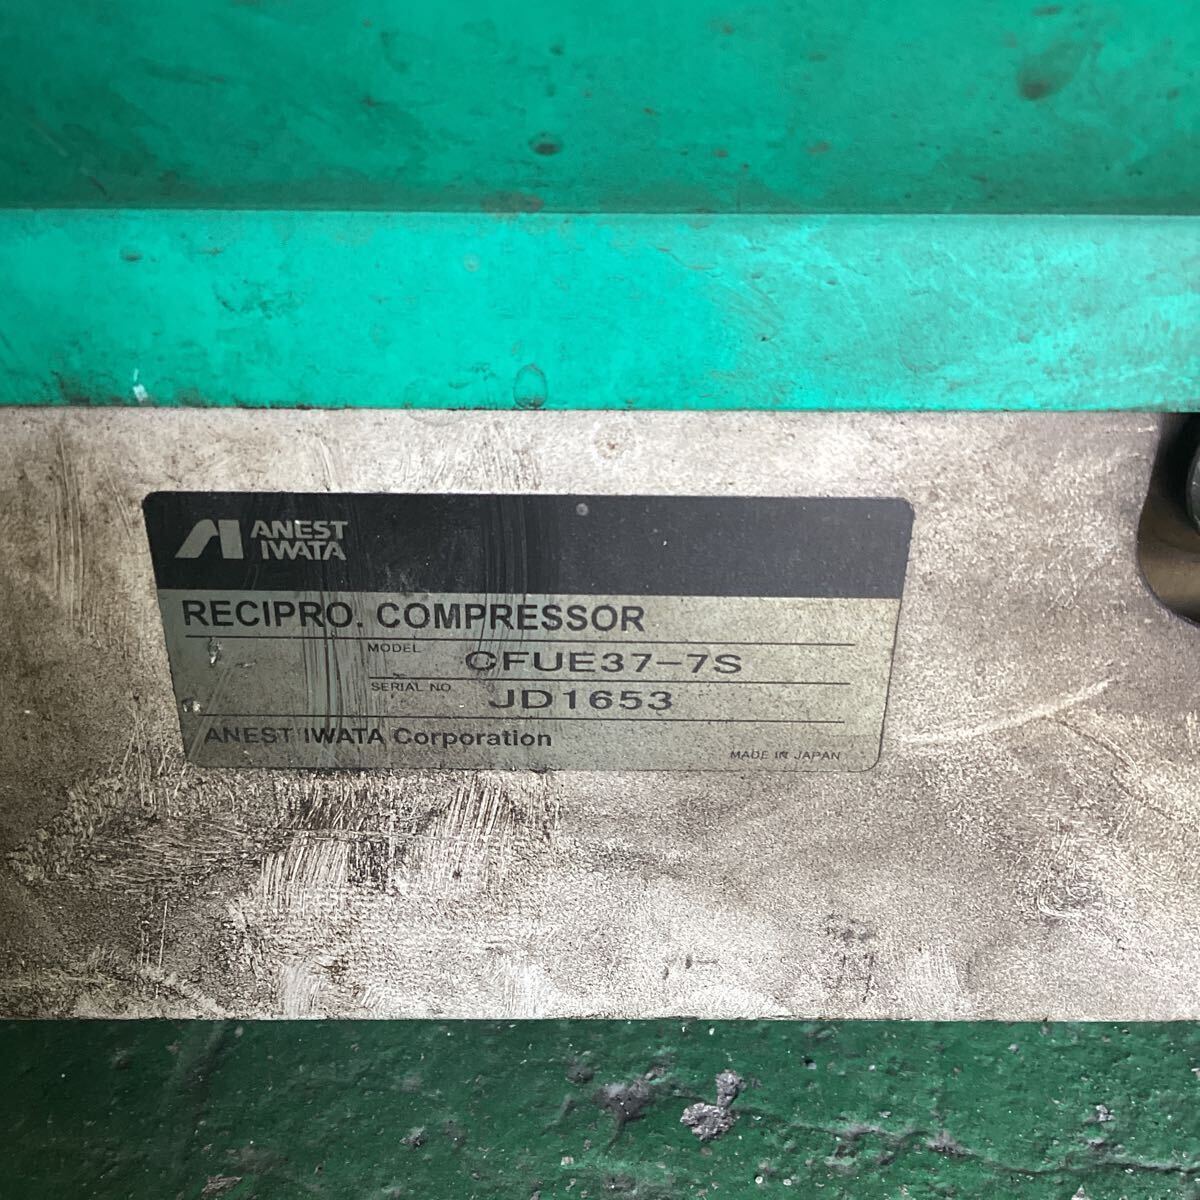 ANEST
IWATA
RECIPRO. COMPRESSOR
MODEL CFUE37-7S
SERIAL NO JD1653
ANEST IWATA Corporation
MADE IN JAPAN